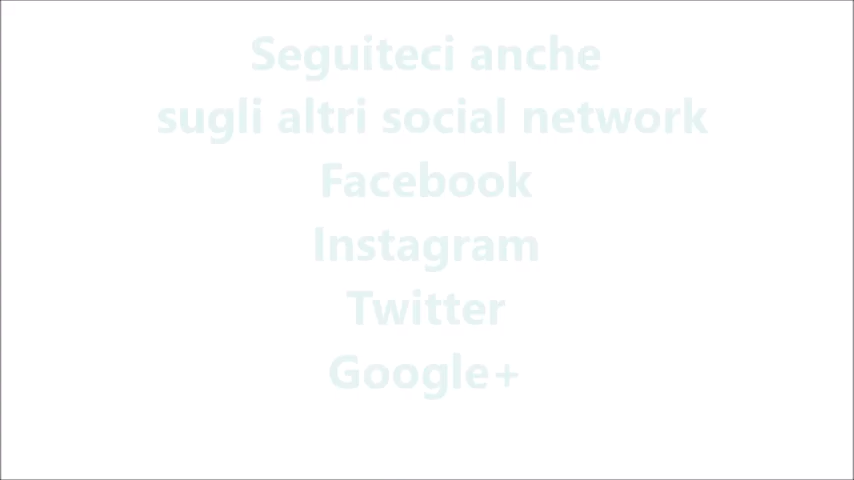 Seguiteci anche
sugli altri social network
Facebook
Instagram
Twitter
Google+